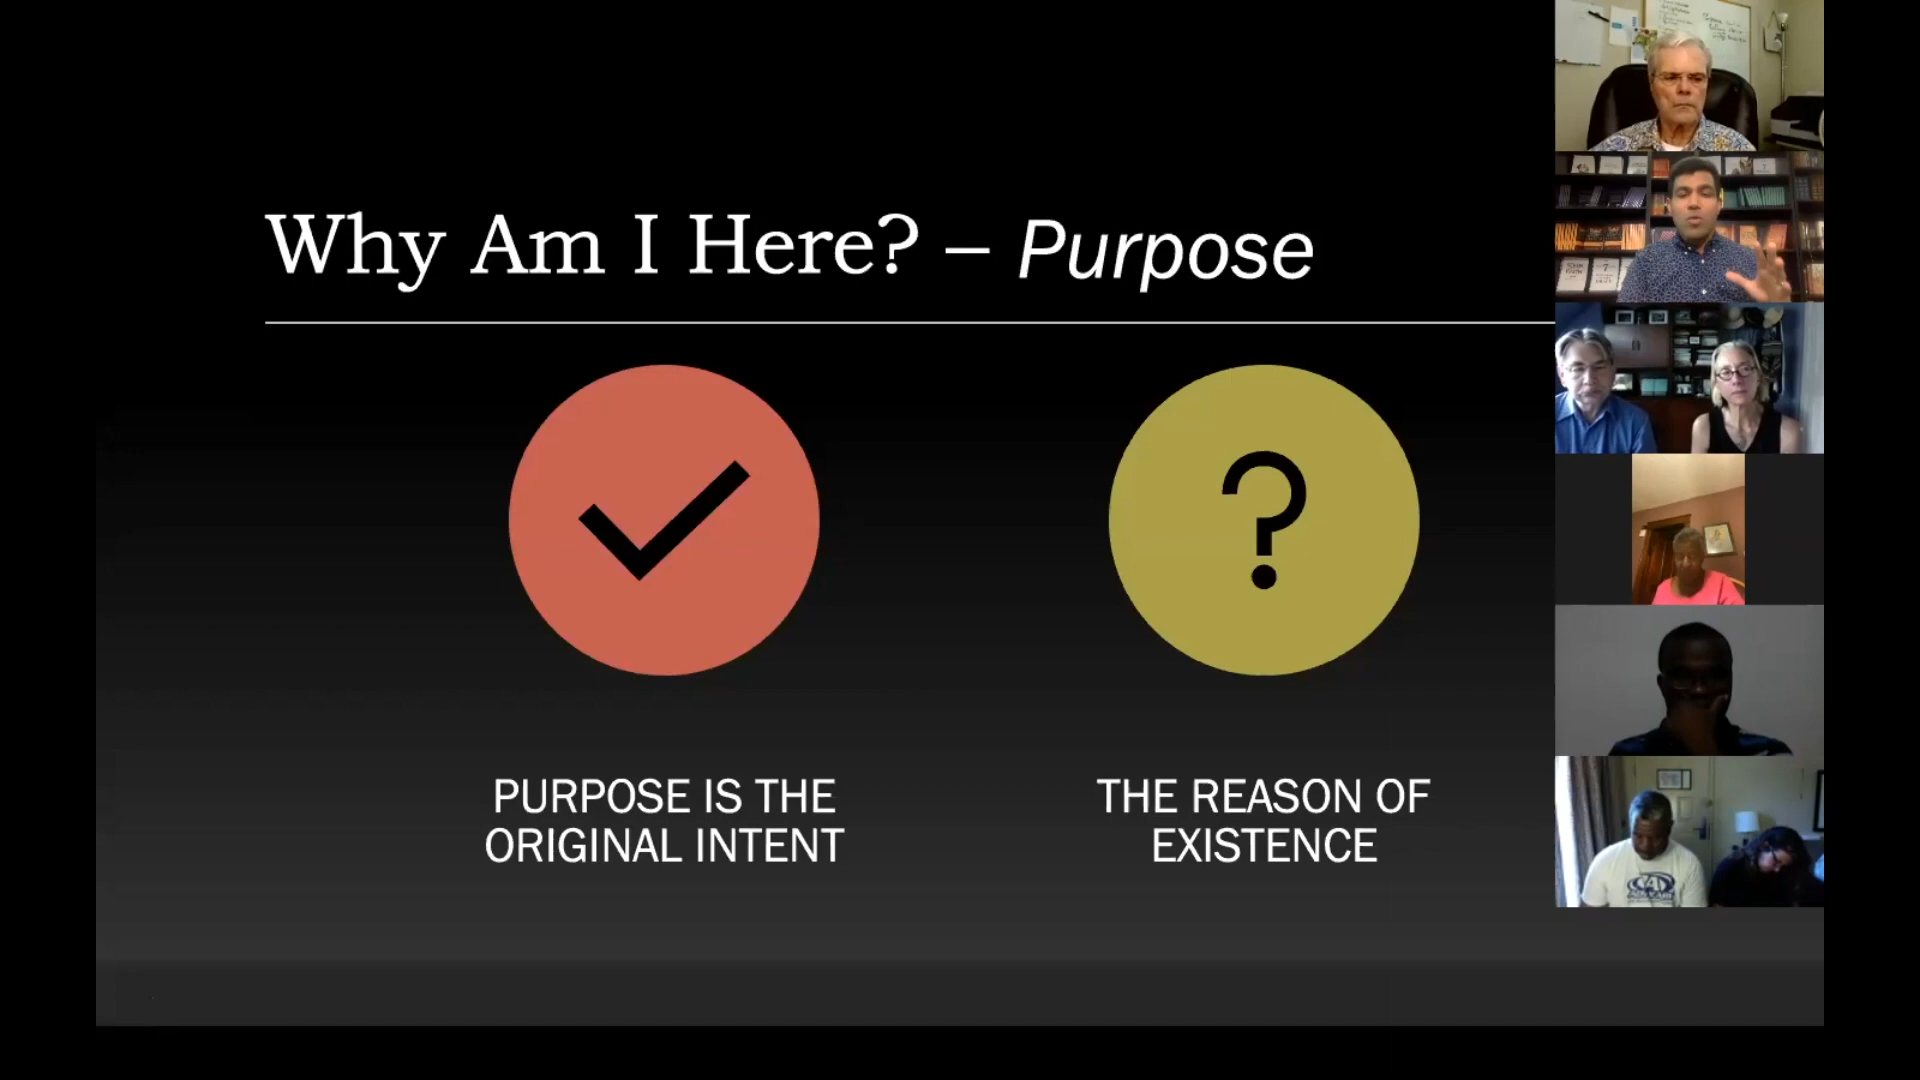 Why Am I Here? – Purpose
PURPOSE IS THE
ORIGINAL INTENT
THE REASON OF
EXISTENCE